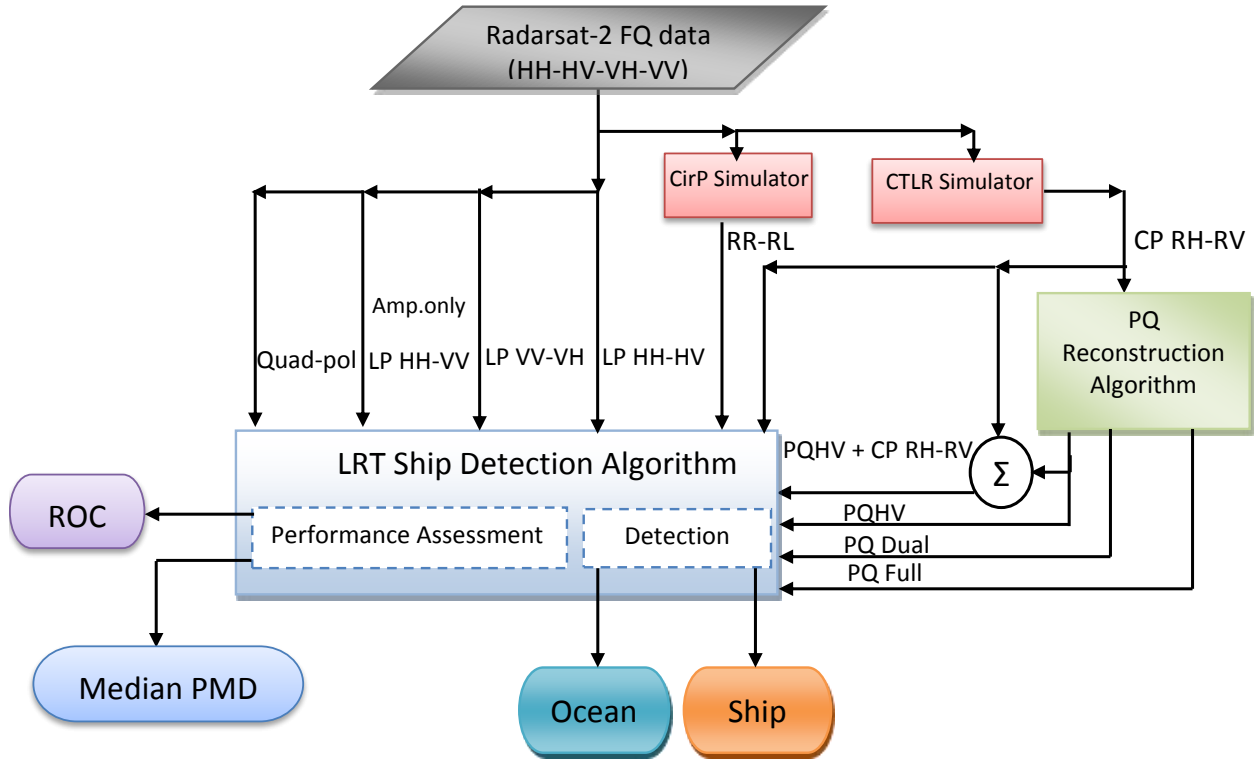 Radarsat-2 FQ data
(HH-HV-VH-VV)
CirP Simulator
CTLR Simulator
RR-RL
CP RH-RV
Amp.only
Quad-pol
LP HH-VV
LP VV-VH
LP HH-HV
PQ
Reconstruction
Algorithm
LRT Ship Detection Algorithm
PQHV + CP RH-RV
Σ
ROC
Performance Assessment
Detection
PQHV
PQ Dual
PQ Full
Median PMD
Ocean
Ship